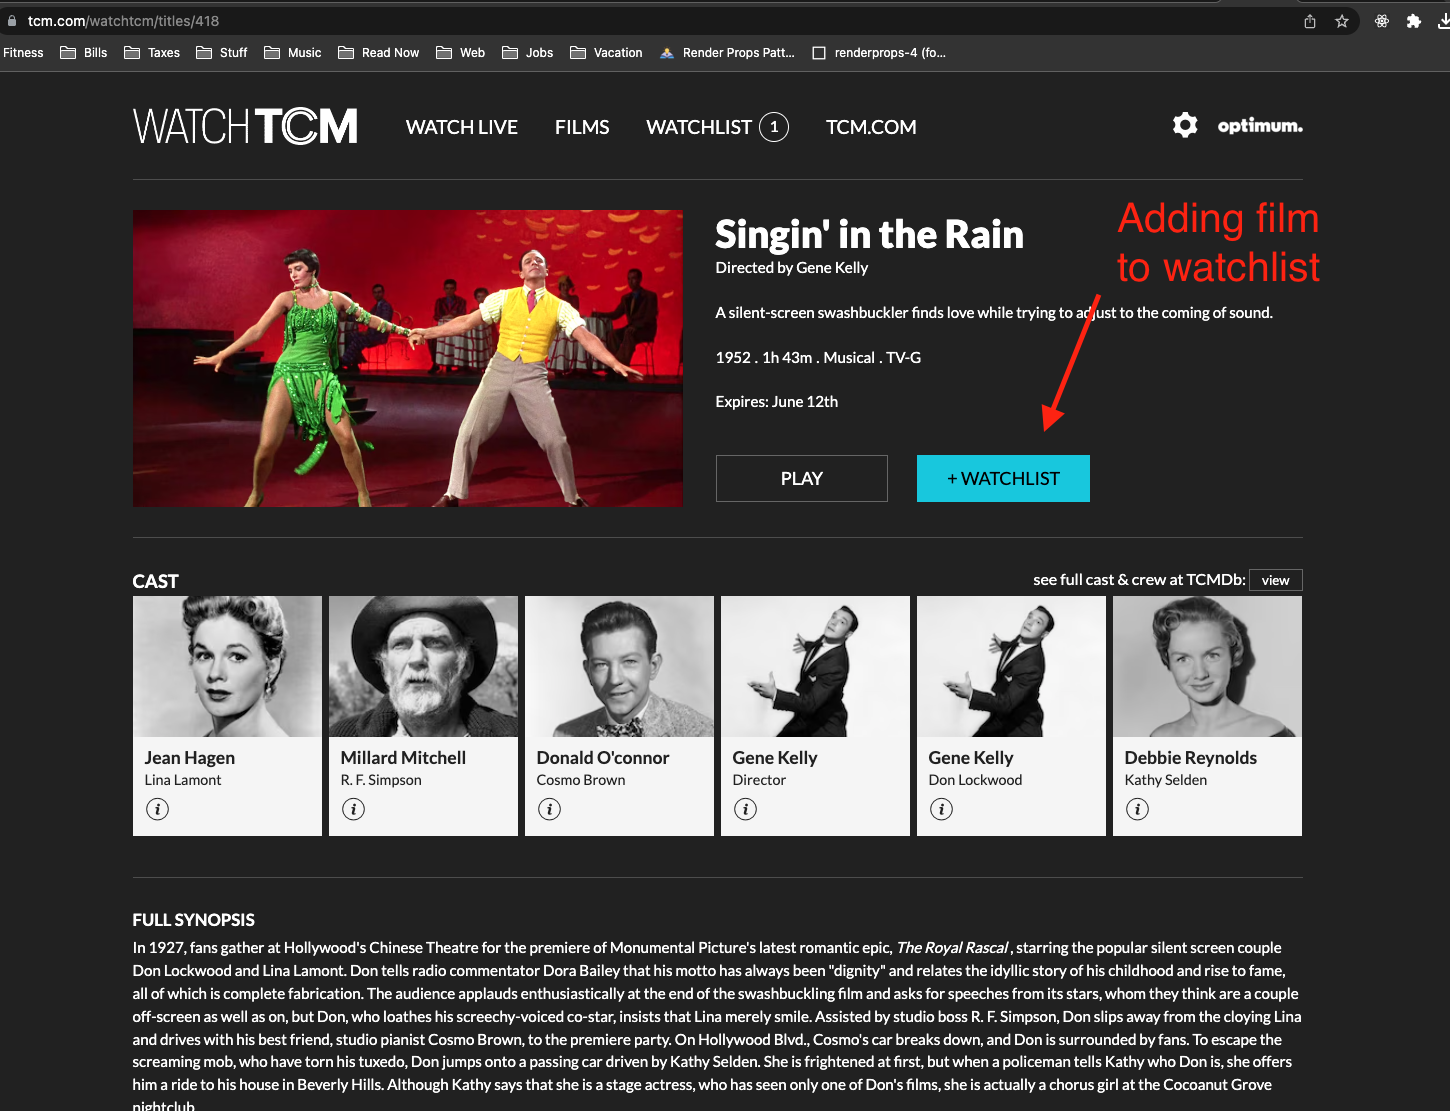 tcm.com/watchtcm/titles/418
Fitness Bills Taxes Stuff Music Read Now Web Jobs Vacation Render Props Patt... renderprops-4 (fo...
WATCH TCM WATCH LIVE FILMS WATCHLIST 1 TCM.COM optimum.
Singin' in the Rain
Directed by Gene Kelly
Adding film
to watchlist
A silent-screen swashbuckler finds love while trying to adjust to the coming of sound.
1952 . 1h 43m . Musical . TV-G
Expires: June 12th
PLAY + WATCHLIST
CAST see full cast & crew at TCMDb: view
Jean Hagen
Lina Lamont
i
Millard Mitchell
R. F. Simpson
i
Donald O'connor
Cosmo Brown
i
Gene Kelly
Director
i
Gene Kelly
Don Lockwood
i
Debbie Reynolds
Kathy Selden
i
FULL SYNOPSIS
In 1927, fans gather at Hollywood's Chinese Theatre for the premiere of Monumental Picture's latest romantic epic, The Royal Rascal , starring the popular silent screen couple
Don Lockwood and Lina Lamont. Don tells radio commentator Dora Bailey that his motto has always been "dignity" and relates the idyllic story of his childhood and rise to fame,
all of which is complete fabrication. The audience applauds enthusiastically at the end of the swashbuckling film and asks for speeches from its stars, whom they think are a couple
off-screen as well as on, but Don, who loathes his screechy-voiced co-star, insists that Lina merely smile. Assisted by studio boss R. F. Simpson, Don slips away from the cloying Lina
and drives with his best friend, studio pianist Cosmo Brown, to the premiere party. On Hollywood Blvd., Cosmo's car breaks down, and Don is surrounded by fans. To escape the
screaming mob, who have torn his tuxedo, Don jumps onto a passing car driven by Kathy Selden. She is frightened at first, but when a policeman tells Kathy who Don is, she offers
him a ride to his house in Beverly Hills. Although Kathy says that she is a stage actress, who has seen only one of Don's films, she is actually a chorus girl at the Cocoanut Grove
nightclub.